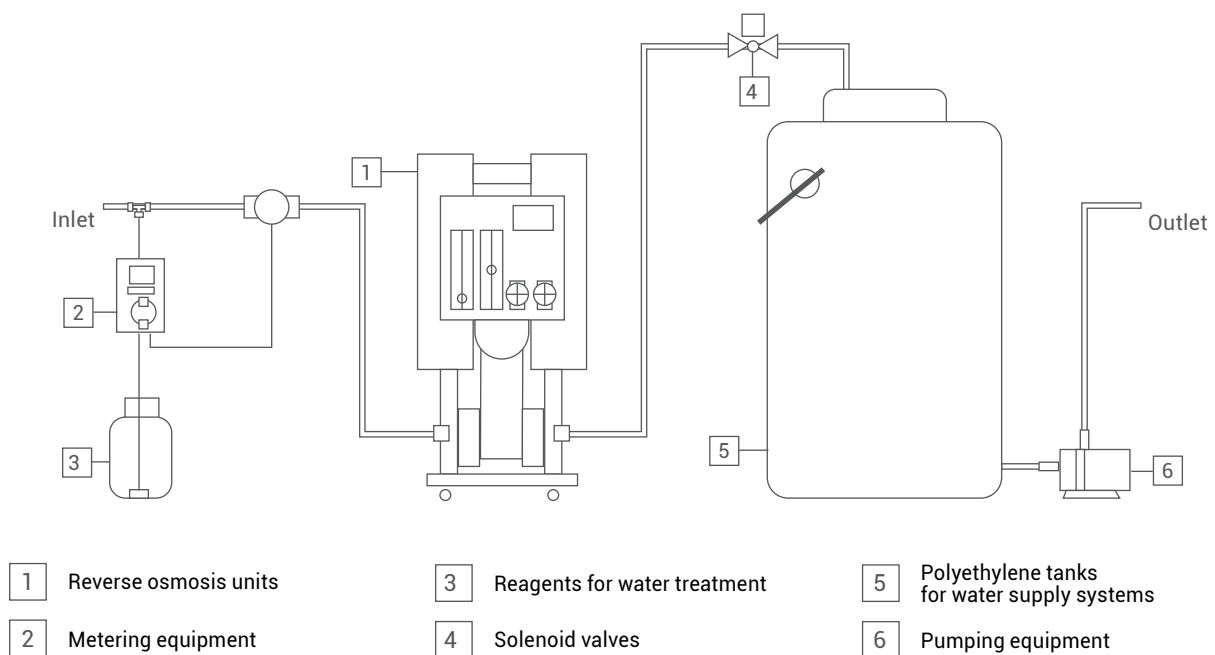 4
1
Inlet
Outlet
2
3
5
6
1 Reverse osmosis units
3 Reagents for water treatment
5 Polyethylene tanks
for water supply systems
2 Metering equipment
4 Solenoid valves
6 Pumping equipment